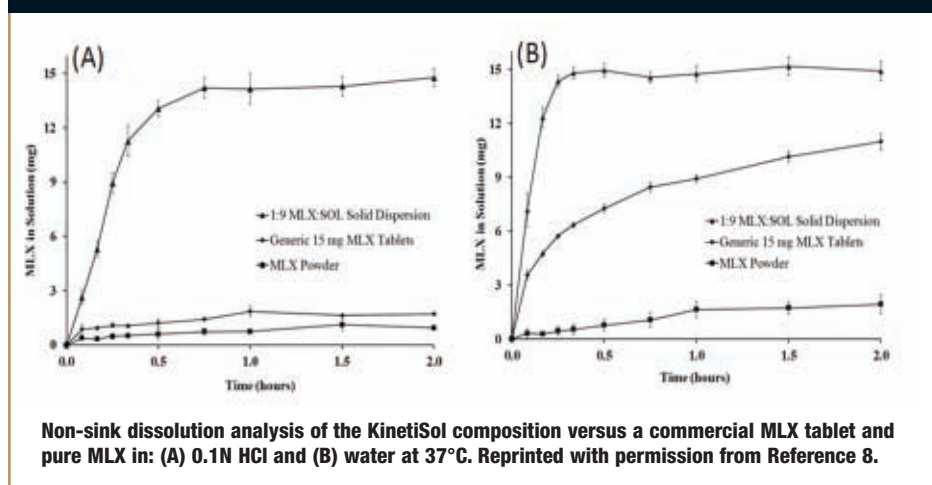 (A)
15
12
9
6
3
0
MLX in Solution (mg)
1:9 MLX:SOL Solid Dispersion
Generic 15 mg MLX Tablets
MLX Powder
0.0 0.5 1.0 1.5 2.0
Time (hours)
(B)
15
12
9
6
3
0
MLX in Solution (mg)
1:9 MLX:SOL Solid Dispersion
Generic 15 mg MLX Tablets
MLX Powder
0.0 0.5 1.0 1.5 2.0
Time (hours)
Non-sink dissolution analysis of the KinetiSol composition versus a commercial MLX tablet and
pure MLX in: (A) 0.1N HCl and (B) water at 37°C. Reprinted with permission from Reference 8.